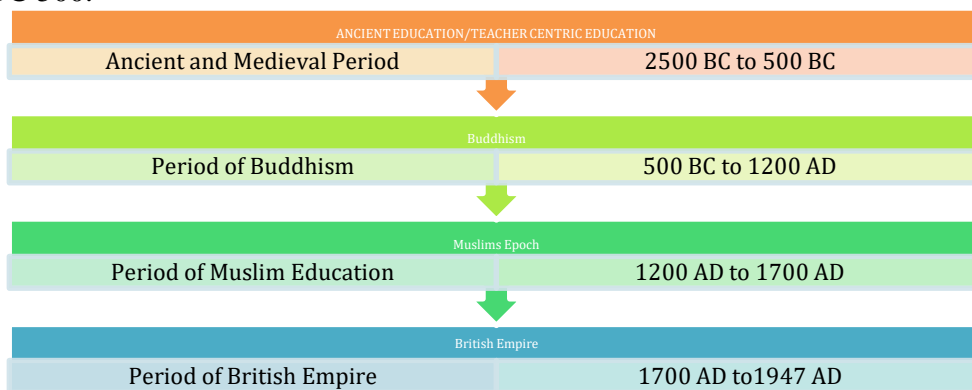 ANCIENT EDUCATION/TEACHER CENTRIC EDUCATION
Ancient and Medieval Period 2500 BC to 500 BC
Buddhism
Period of Buddhism 500 BC to 1200 AD
Muslims Epoch
Period of Muslim Education 1200 AD to 1700 AD
British Empire
Period of British Empire 1700 AD to1947 AD